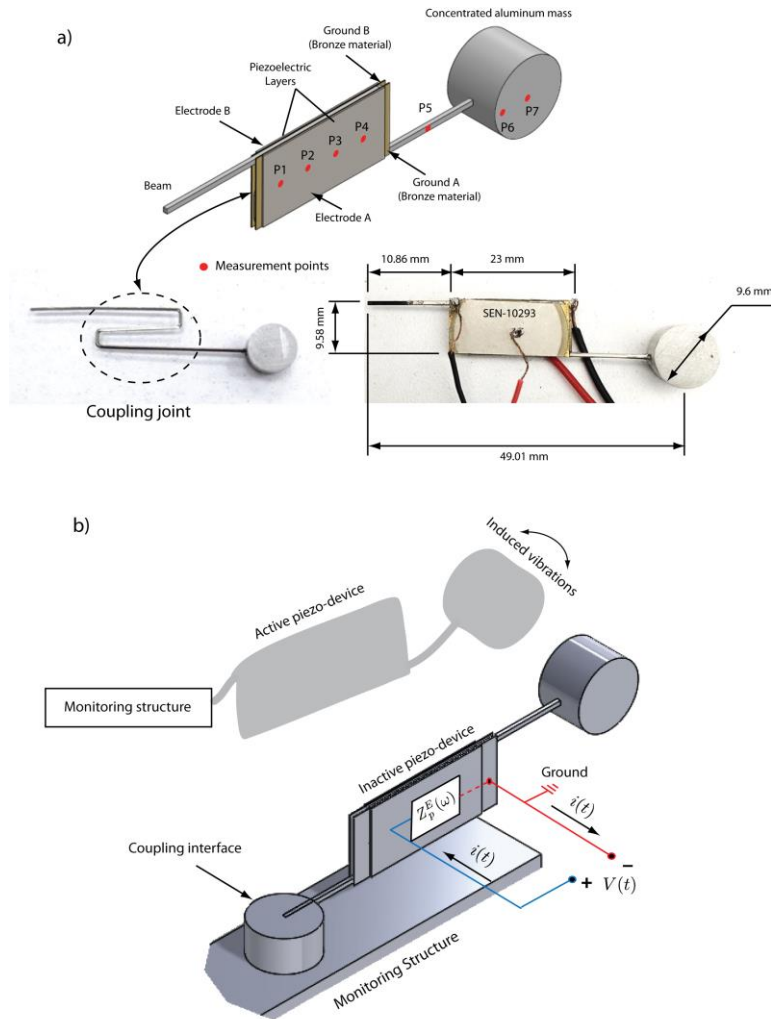 a)
Ground B
(Bronze material)
Concentrated aluminum mass
Piezoelectric
Layers
Electrode B
P5
P7
P6
P4
P3
P2
P1
Beam
Ground A
(Bronze material)
Electrode A
Measurement points
10.86 mm
23 mm
9.6 mm
SEN-10293
9.58 mm
Coupling joint
49.01 mm
b)
Induced vibrations
Active piezo-device
Monitoring structure
Inactive piezo-device
Ground
Z_p^E(ω)
i(t)
Coupling interface
i(t)
–
+ V(t)
Monitoring Structure